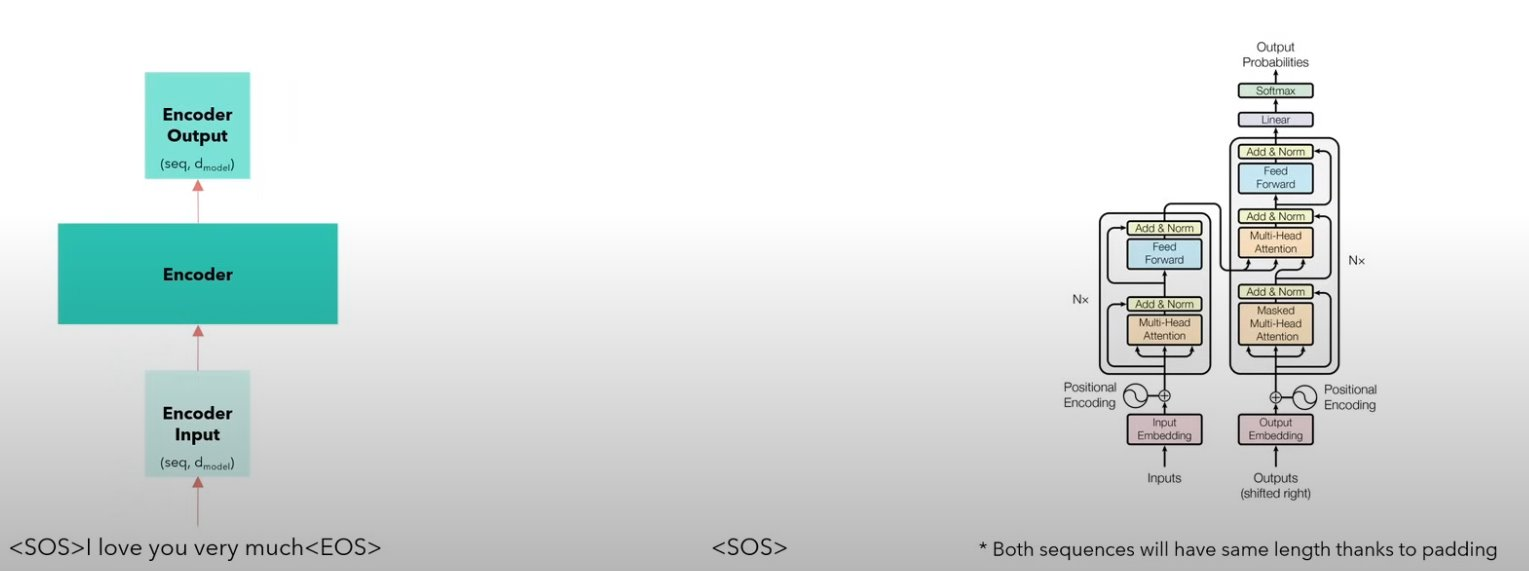 Encoder
Output
(seq, dmodel)
Encoder
Encoder
Input
(seq, dmodel)
<SOS>I love you very much<EOS>
<SOS>
Output
Probabilities
Softmax
Linear
Add & Norm
Feed
Forward
Add & Norm
Multi-Head
Attention
Nx
Add & Norm
Masked
Multi-Head
Attention
Add & Norm
Feed
Forward
Nx
Add & Norm
Multi-Head
Attention
Positional
Encoding
Positional
Encoding
Input
Embedding
Output
Embedding
Inputs
Outputs
(shifted right)
* Both sequences will have same length thanks to padding